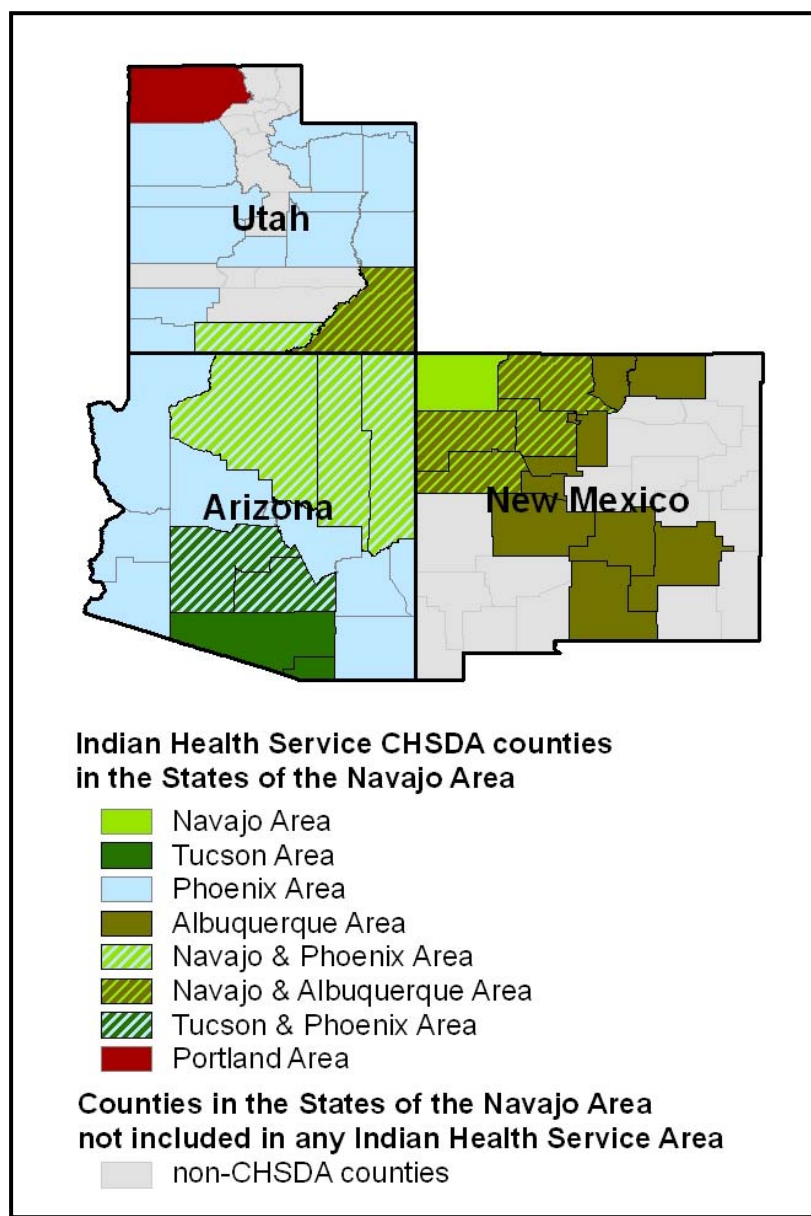 Utah
Arizona
New Mexico
Indian Health Service CHSDA counties
in the States of the Navajo Area
Navajo Area
Tucson Area
Phoenix Area
Albuquerque Area
Navajo & Phoenix Area
Navajo & Albuquerque Area
Tucson & Phoenix Area
Portland Area
Counties in the States of the Navajo Area
not included in any Indian Health Service Area
non-CHSDA counties